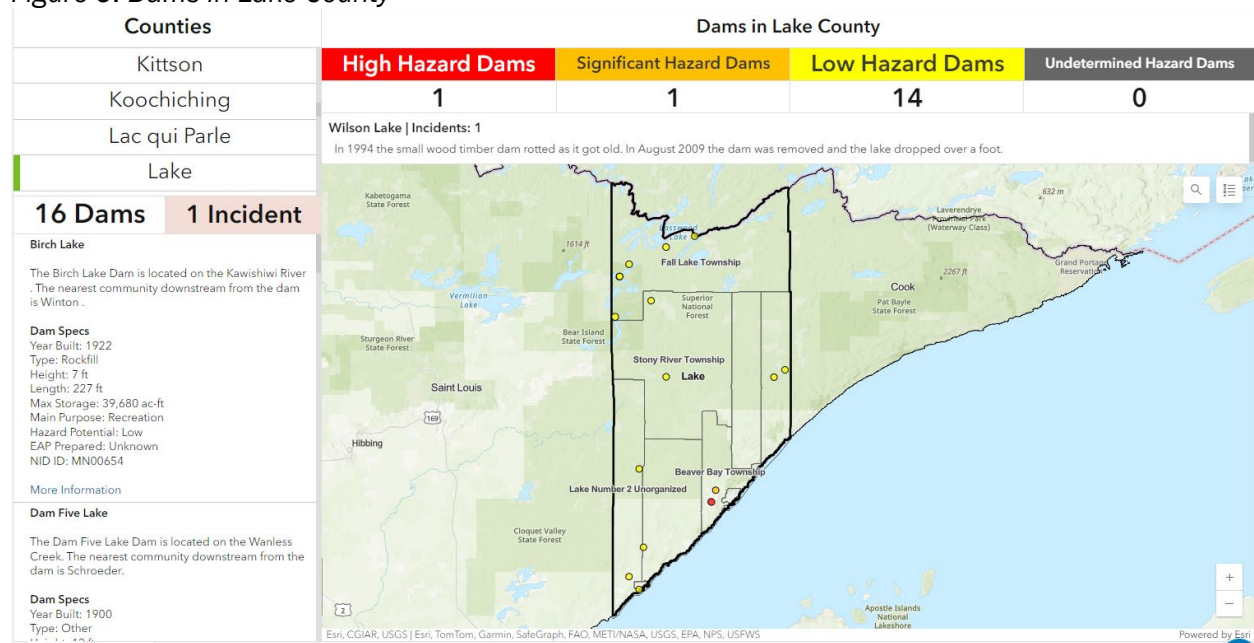 Counties
Kittson
Koochiching
Lac qui Parle
Lake
16 Dams
1 Incident
Birch Lake
The Birch Lake Dam is located on the Kawishiwi River
. The nearest community downstream from the dam
is Winton .
Dam Specs
Year Built: 1922
Type: Rockfill
Height: 7 ft
Length: 227 ft
Max Storage: 39,680 ac-ft
Main Purpose: Recreation
Hazard Potential: Low
EAP Prepared: Unknown
NID ID: MN00654
More Information
Dam Five Lake
The Dam Five Lake Dam is located on the Wanless
Creek. The nearest community downstream from the
dam is Schroeder.
Dam Specs
Year Built: 1900
Type: Other
Dams in Lake County
High Hazard Dams
Significant Hazard Dams
Low Hazard Dams
Undetermined Hazard Dams
1
1
14
0
Wilson Lake | Incidents: 1
In 1994 the small wood timber dam rotted as it got old. In August 2009 the dam was removed and the lake dropped over a foot.
Kabetogama
State Forest
632 m
Laverendrye
Provincial Park
(Waterway Class)
Lake
1614 ft
Fall Lake Township
Grand Portage
Reservation
2267 ft
Cook
Pat Bayle
State Forest
Vermilion
Lake
Superior
National
Forest
Sturgeon River
State Forest
Bear Island
State Forest
Stony River Township
Lake
Saint Louis
169
Hibbing
Beaver Bay Township
Lake Number 2 Unorganized
Cloquet Valley
State Forest
2
Apostle Islands
National
Lakeshore
+
−
Esri, CGIAR, USGS | Esri, TomTom, Garmin, SafeGraph, FAO, METI/NASA, USGS, EPA, NPS, USFWS
Powered by Esri